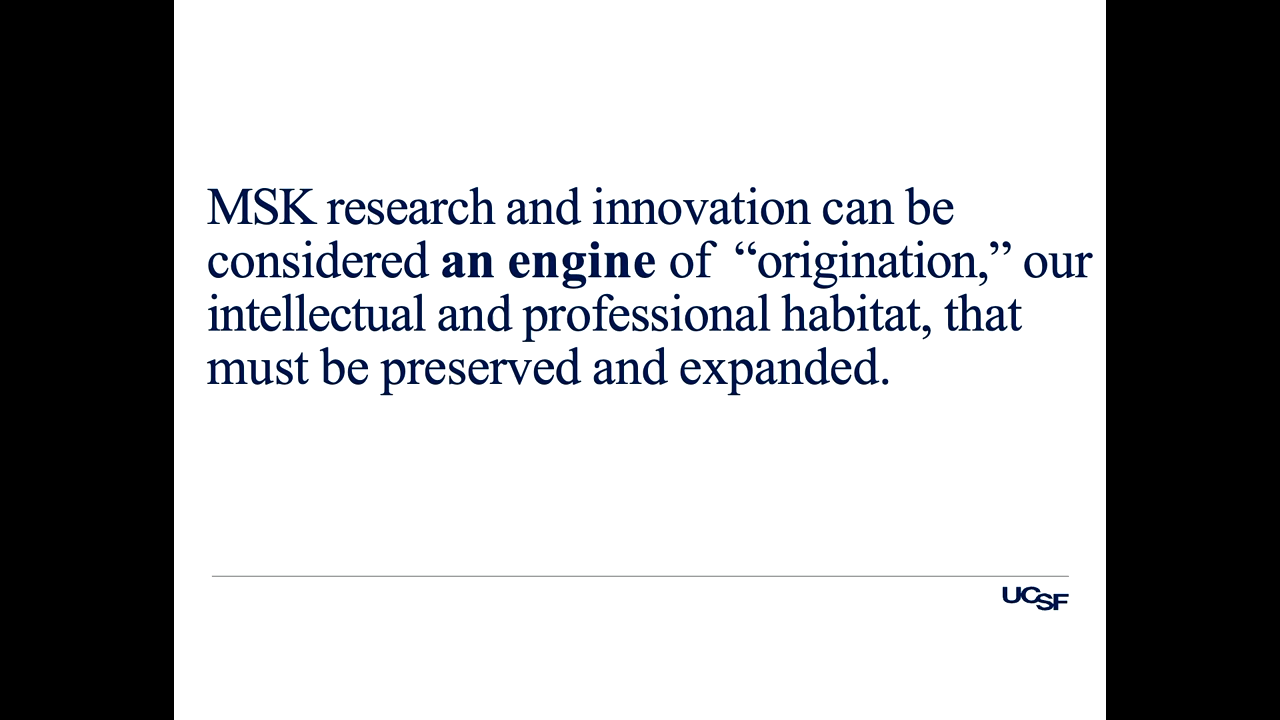 MSK research and innovation can be
considered an engine of  “origination,” our
intellectual and professional habitat, that
must be preserved and expanded.
UCSF